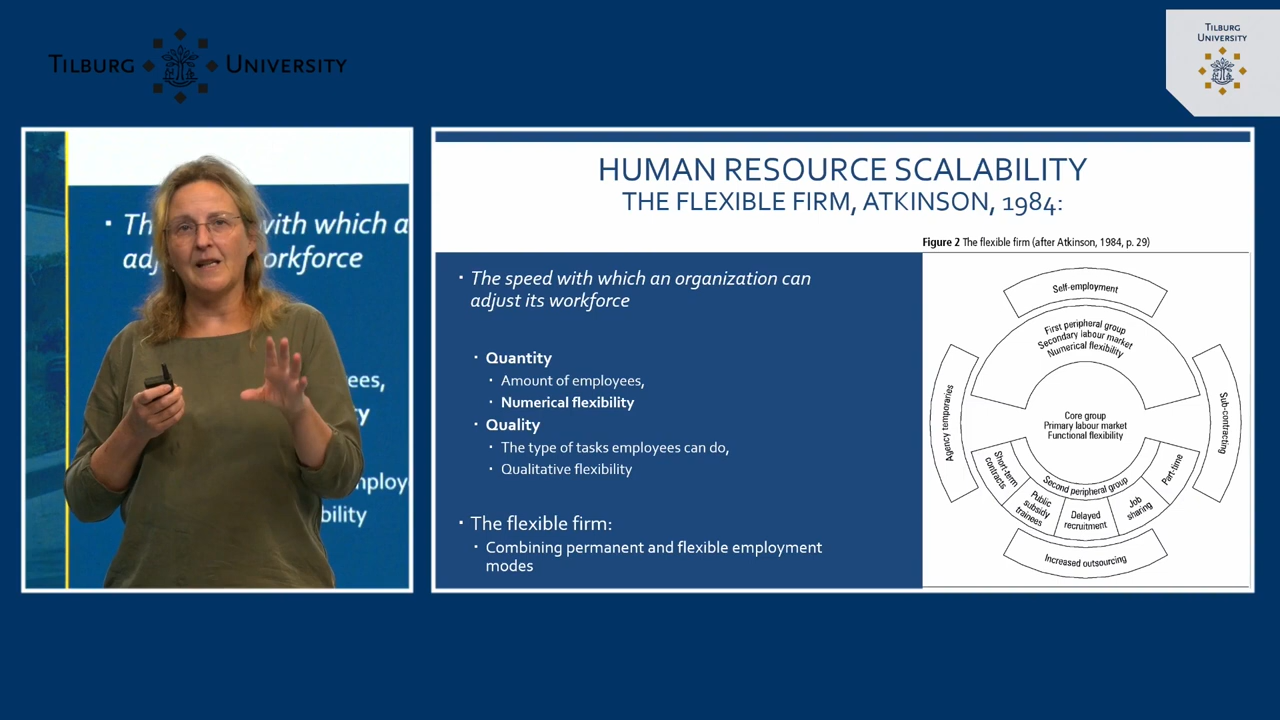 TILBURG UNIVERSITY
TILBURG
UNIVERSITY
▪ Th with which a
adj orkforce
ees,
ty
mploy
bility
HUMAN RESOURCE SCALABILITY
THE FLEXIBLE FIRM, ATKINSON, 1984:
Figure 2 The flexible firm (after Atkinson, 1984, p. 29)
▪ The speed with which an organization can
adjust its workforce
▪ Quantity
▪ Amount of employees,
▪ Numerical flexibility
▪ Quality
▪ The type of tasks employees can do,
▪ Qualitative flexibility
▪ The flexible firm:
▪ Combining permanent and flexible employment
modes
Self-employment
First peripheral group
Secondary labour market
Numerical flexibility
Agency temporaries
Sub-contracting
Core group
Primary labour market
Functional flexibility
Second peripheral group
Short-term
contracts
Public
subsidy
trainees
Delayed
recruitment
Job
sharing
Part-time
Increased outsourcing